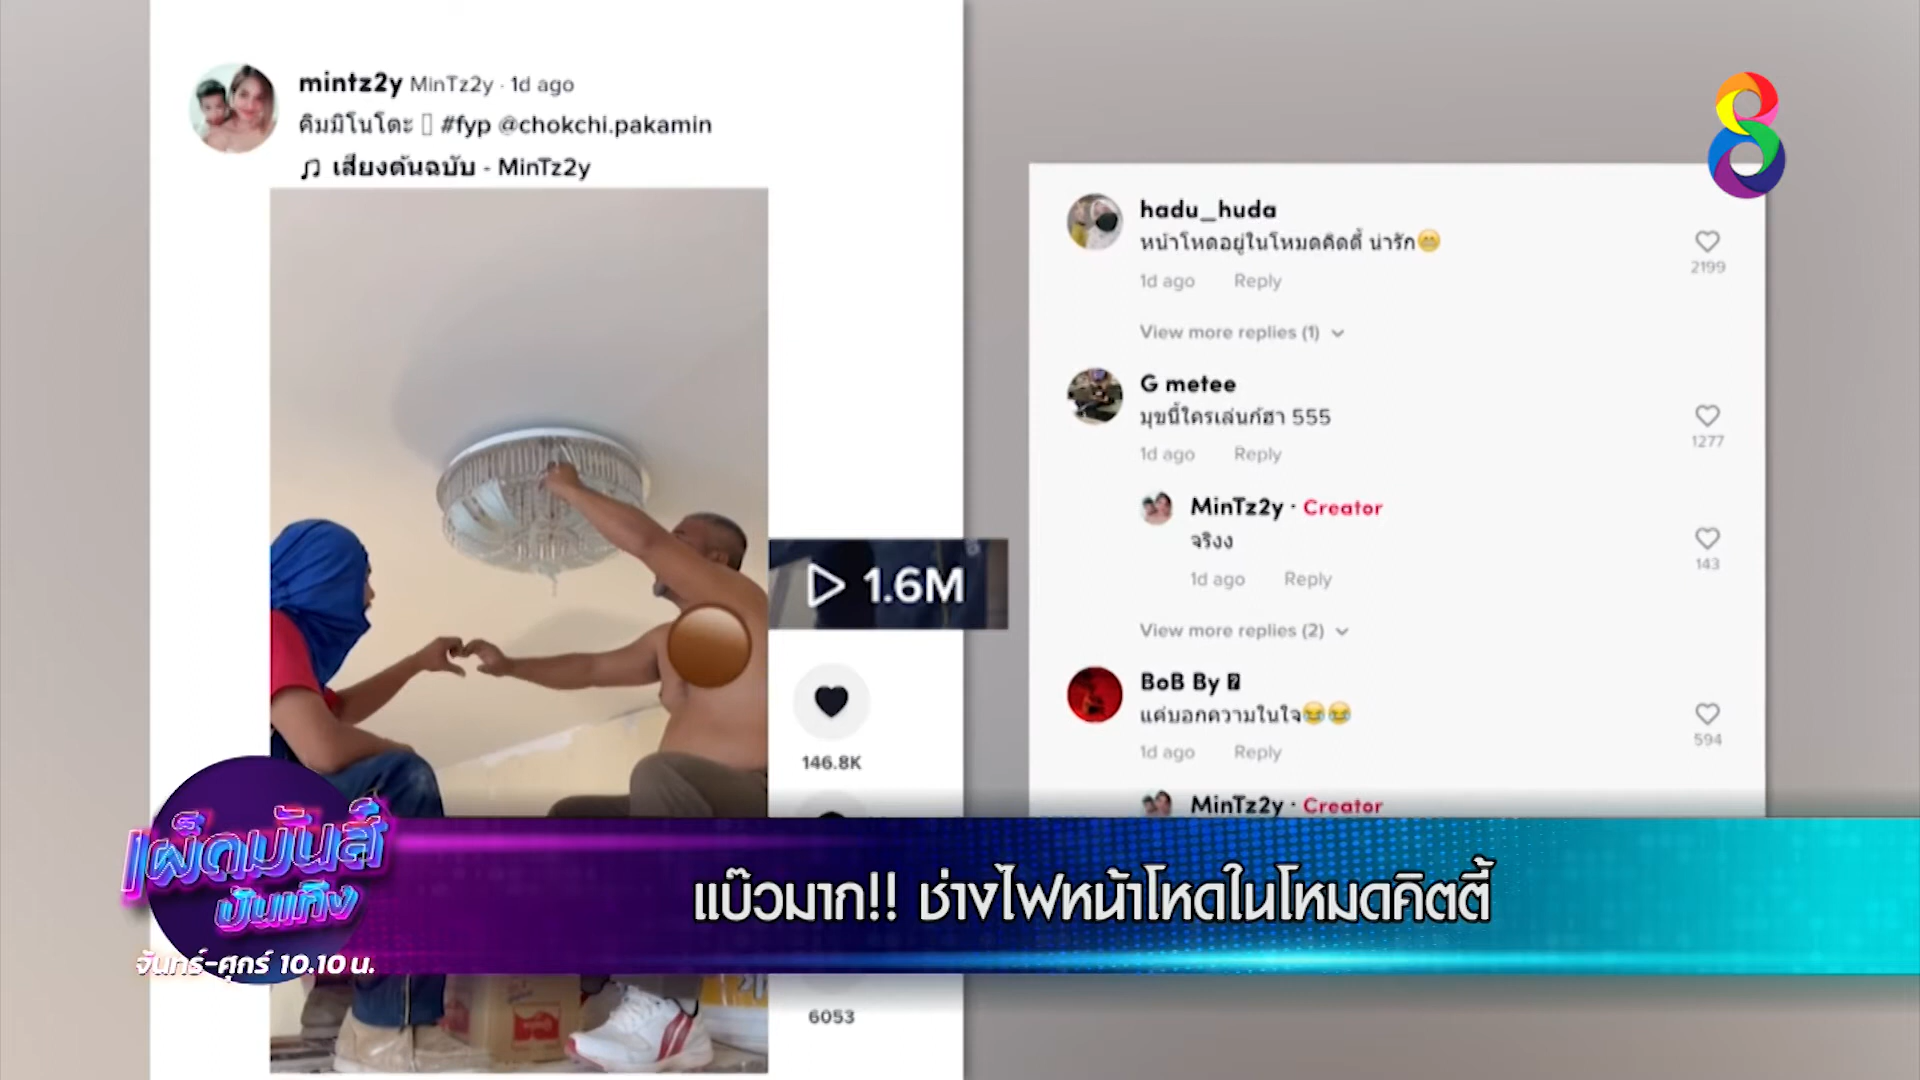 mintz2y MinTz2y · 1d ago
คิมมิโนโดะ #fyp @chokchi.pakamin
เสียงต้นฉบับ - MinTz2y
8
hadu_huda
หน้าโหดอยู่ในโหมดคิดตี้ น่ารัก😁
2199
1d ago Reply
View more replies (1)
G metee
มุขนี้ใครเล่นก้ฮา 555
1277
1d ago Reply
MinTz2y · Creator
จริงง
143
1d ago Reply
View more replies (2)
1.6M
BoB By
แค่บอกความในใจ😂😂
594
1d ago Reply
146.8K
MinTz2y · Creator
เผ็ดมันส์
บันเทิง
จันทร์-ศุกร์ 10.10 น.
แบ๊วมาก!! ช่างไฟหน้าโหดในโหมดคิตตี้
6053